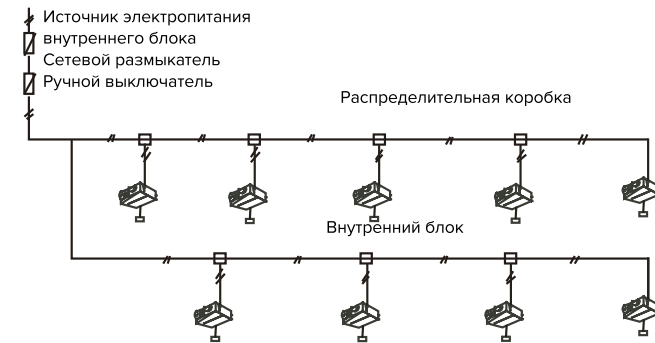 Источник электропитания
внутреннего блока
Сетевой размыкатель
Ручной выключатель
Распределительная коробка
Внутренний блок